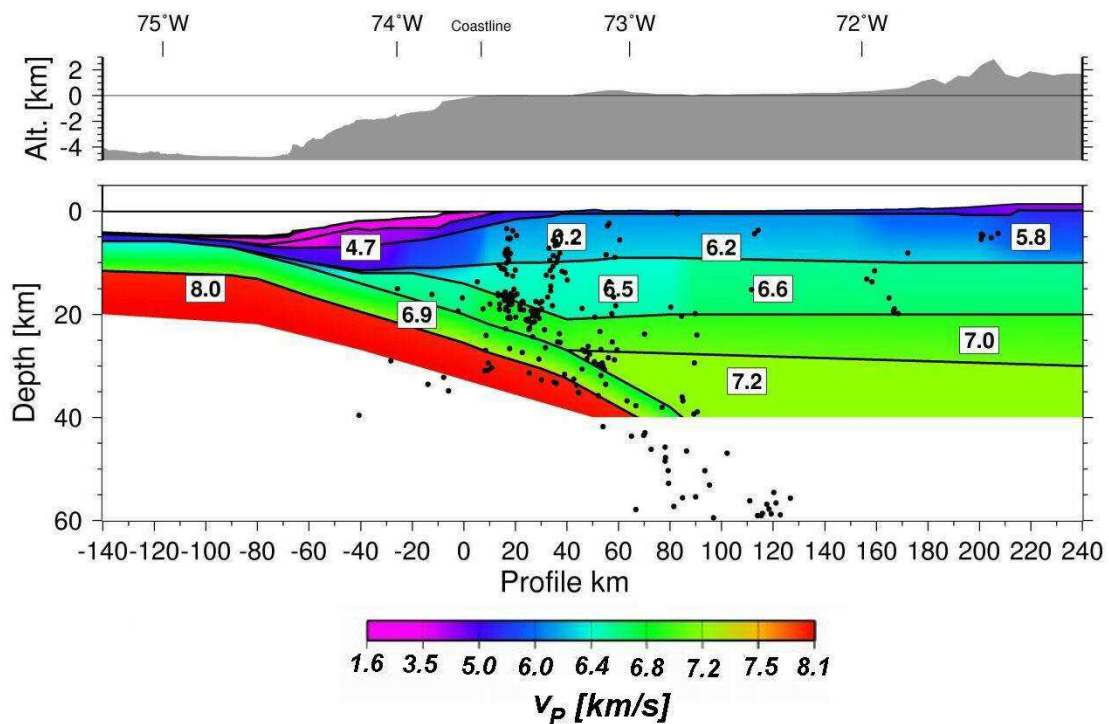 75˚W 74˚W Coastline 73˚W 72˚W
Alt. [km]
2
0
-2
-4
Depth [km]
0
20
40
60
4.7 6.2 6.2 5.8
8.0 6.9 6.5 6.6
7.0
7.2
-140 -120 -100 -80 -60 -40 -20 0 20 40 60 80 100 120 140 160 180 200 220 240
Profile km
1.6 3.5 5.0 6.0 6.4 6.8 7.2 7.5 8.1
vP [km/s]